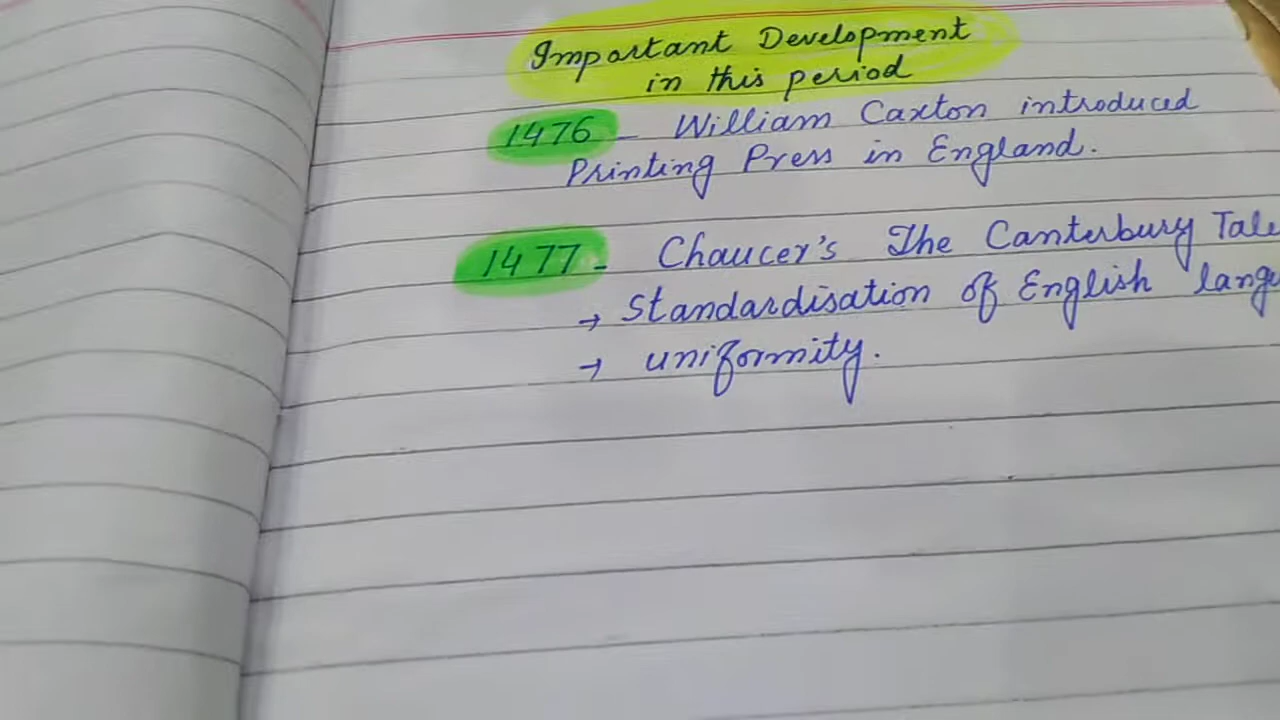 Important Development
in this period
1476 - William Caxton introduced
Printing Press in England.
1477 - Chaucer's The Canterbury Tale
→ Standardisation of English langu
→ uniformity.